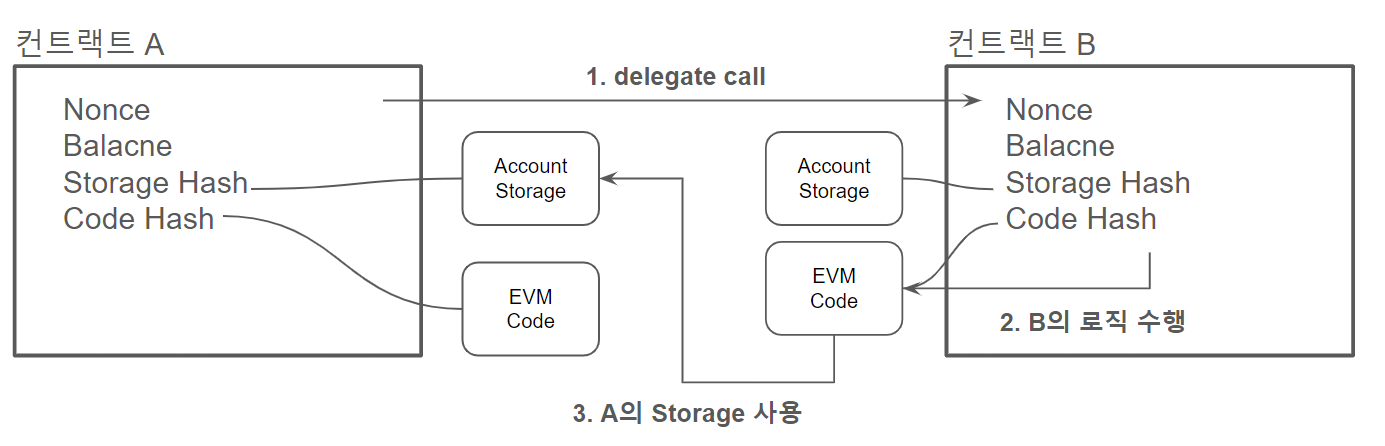 컨트랙트 A
Nonce
Balacne
Storage Hash
Code Hash
1. delegate call
Account
Storage
EVM
Code
Account
Storage
EVM
Code
컨트랙트 B
Nonce
Balacne
Storage Hash
Code Hash
2. B의 로직 수행
3. A의 Storage 사용